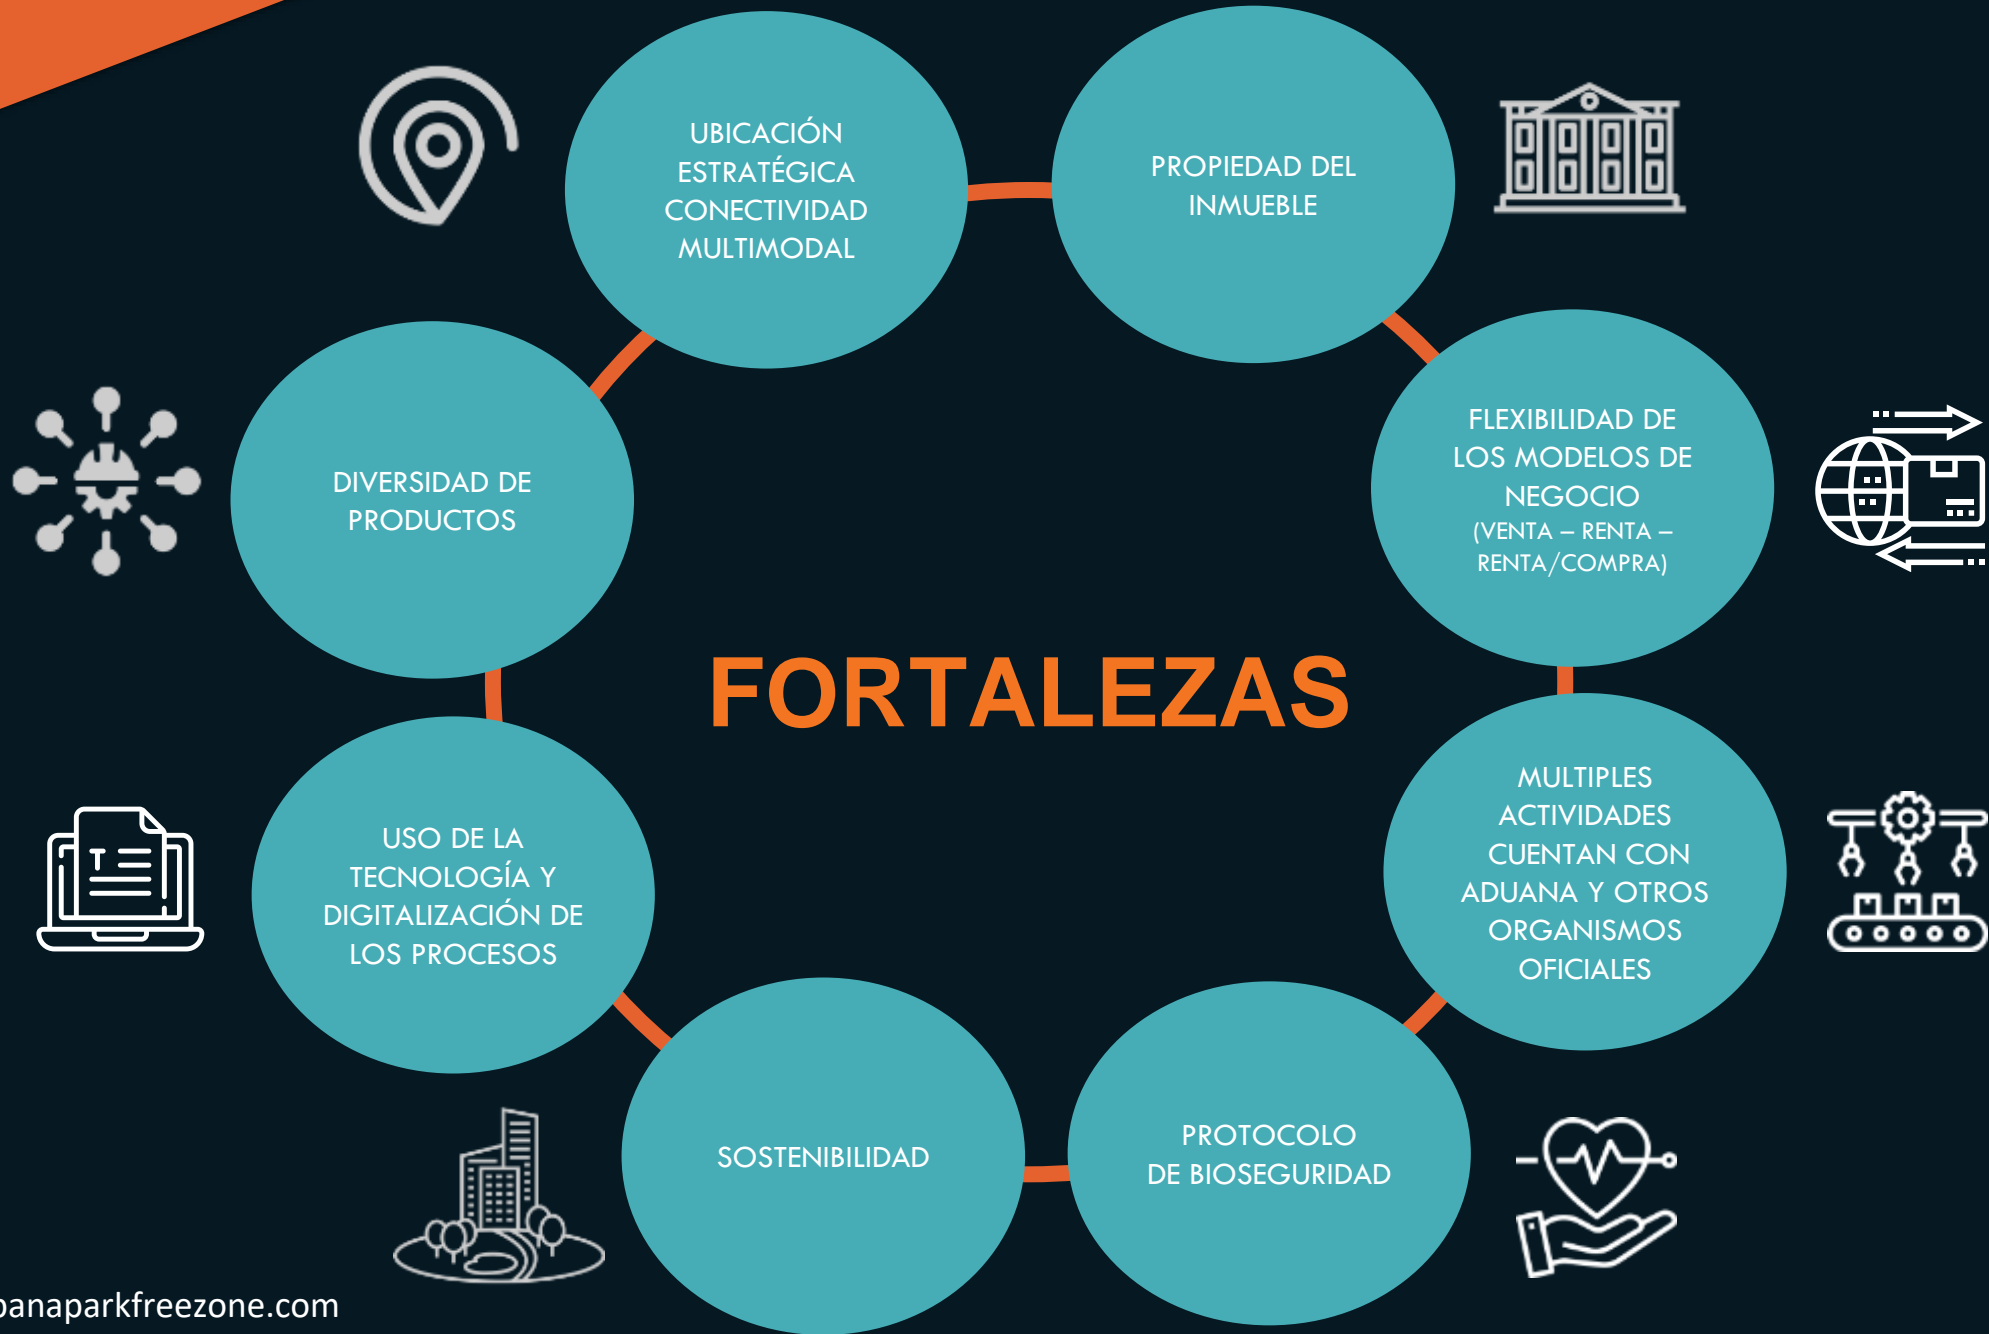 UBICACIÓN
ESTRATÉGICA
CONECTIVIDAD
MULTIMODAL
PROPIEDAD DEL
INMUEBLE
FLEXIBILIDAD DE
LOS MODELOS DE
NEGOCIO
(VENTA – RENTA –
RENTA/COMPRA)
MULTIPLES
ACTIVIDADES
CUENTAN CON
ADUANA Y OTROS
ORGANISMOS
OFICIALES
PROTOCOLO
DE BIOSEGURIDAD
SOSTENIBILIDAD
USO DE LA
TECNOLOGÍA Y
DIGITALIZACIÓN DE
LOS PROCESOS
DIVERSIDAD DE
PRODUCTOS
FORTALEZAS
panaparkfreezone.com